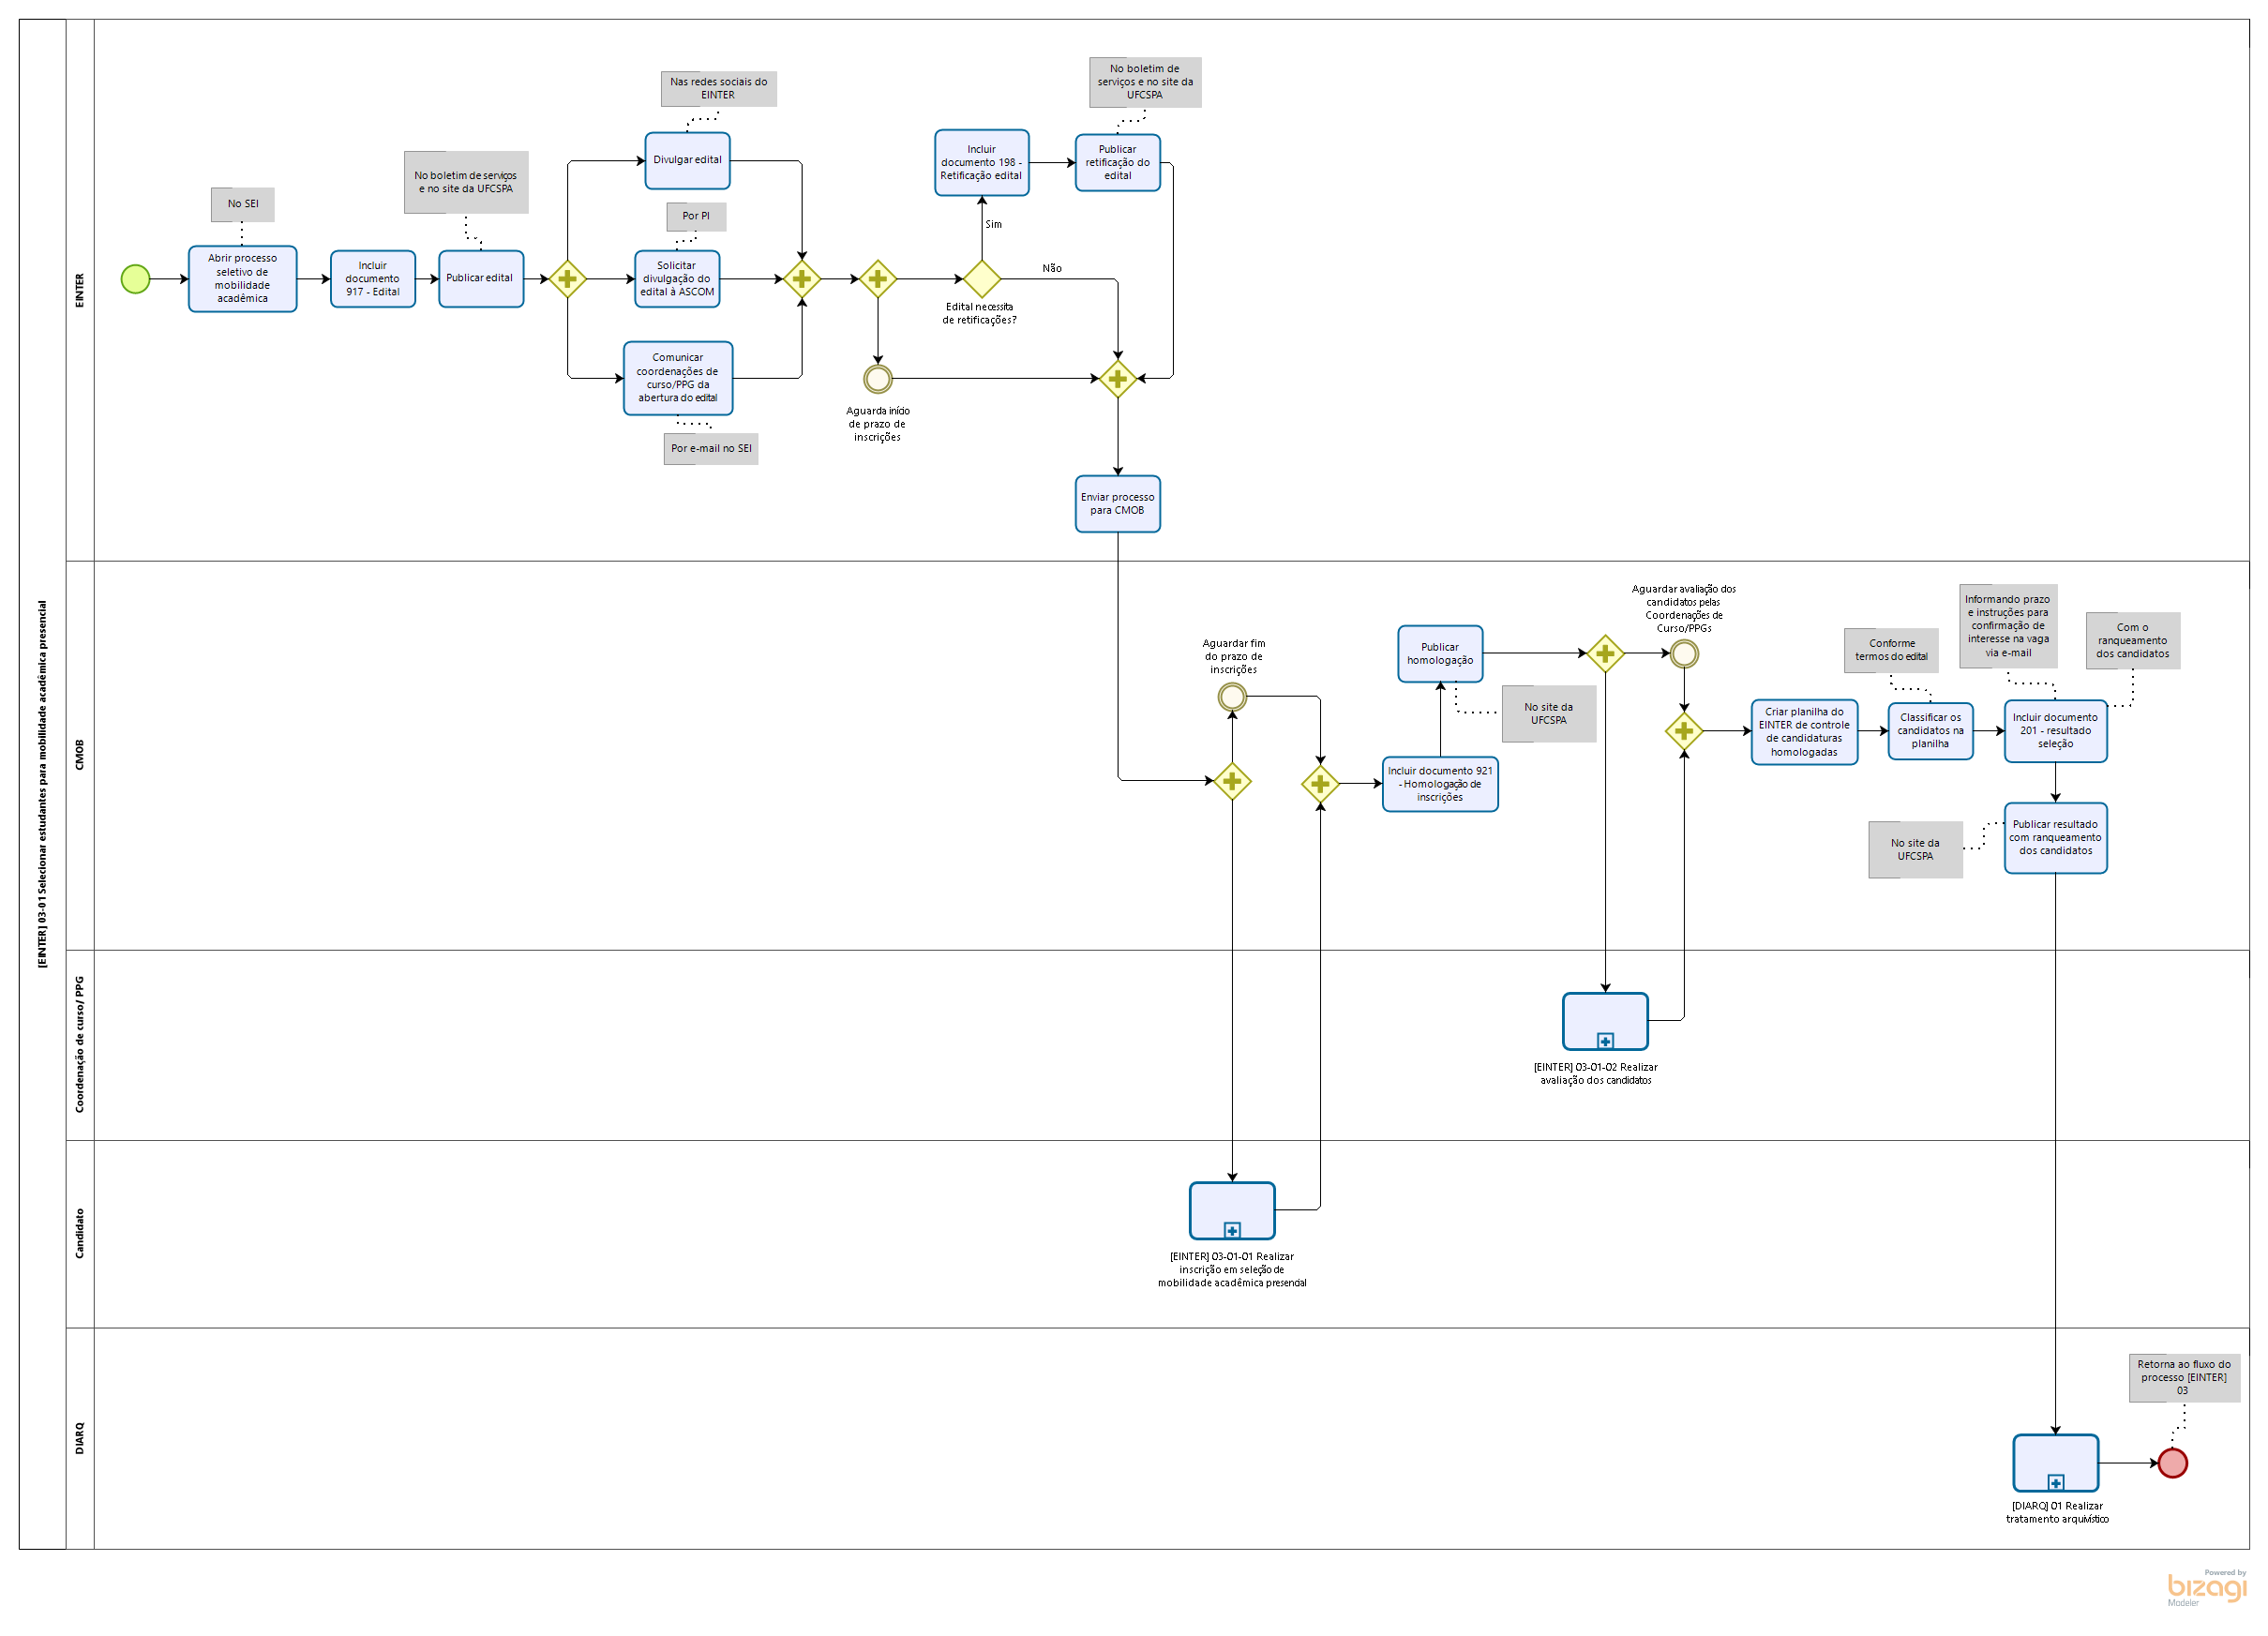 [EINTER] 03-01 Selecionar estudantes para mobilidade acadêmica presencial
EINTER
No SEI
Abrir processo
seletivo de
mobilidade
acadêmica
Incluir
documento
917 - Edital
No boletim de serviços
e no site da UFCSPA
Publicar edital
Nas redes sociais do
EINTER
Divulgar edital
Por PI
Solicitar
divulgação do
edital à ASCOM
Comunicar
coordenações de
curso/PPG da
abertura do edital
Por e-mail no SEI
Aguarda início
de prazo de
inscrições
Edital necessita
de retificações?
Sim
Não
Incluir
documento 198 -
Retificação edital
No boletim de
serviços e no site da
UFCSPA
Publicar
retificação do
edital
Enviar processo
para CMOB
CMOB
Aguardar fim
do prazo de
inscrições
Incluir documento 921
- Homologação de
inscrições
Publicar
homologação
No site da
UFCSPA
Aguardar avaliação dos
candidatos pelas
Coordenações de
Curso/PPGs
Criar planilha do
EINTER de controle
de candidaturas
homologadas
Conforme
termos do edital
Classificar os
candidatos na
planilha
Informando prazo
e instruções para
confirmação de
interesse na vaga
via e-mail
Com o
ranqueamento
dos candidatos
Incluir documento
201 - resultado
seleção
Publicar resultado
com ranqueamento
dos candidatos
No site da
UFCSPA
Coordenação de curso/ PPG
[EINTER] 03-01-02 Realizar
avaliação dos candidatos
Candidato
[EINTER] 03-01-01 Realizar
inscrição em seleção de
mobilidade acadêmica presencial
DIARQ
Retorna ao fluxo do
processo [EINTER]
03
[DIARQ] 01 Realizar
tratamento arquivístico
Powered by
bizagi
Modeler